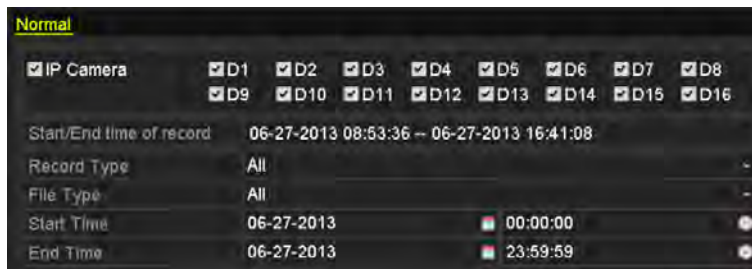 Normal
IP Camera D1 D2 D3 D4 D5 D6 D7 D8
D9 D10 D11 D12 D13 D14 D15 D16
Start/End time of record 06-27-2013 08:53:36 -- 06-27-2013 16:41:08
Record Type All
File Type All
Start Time 06-27-2013 00:00:00
End Time 06-27-2013 23:59:59